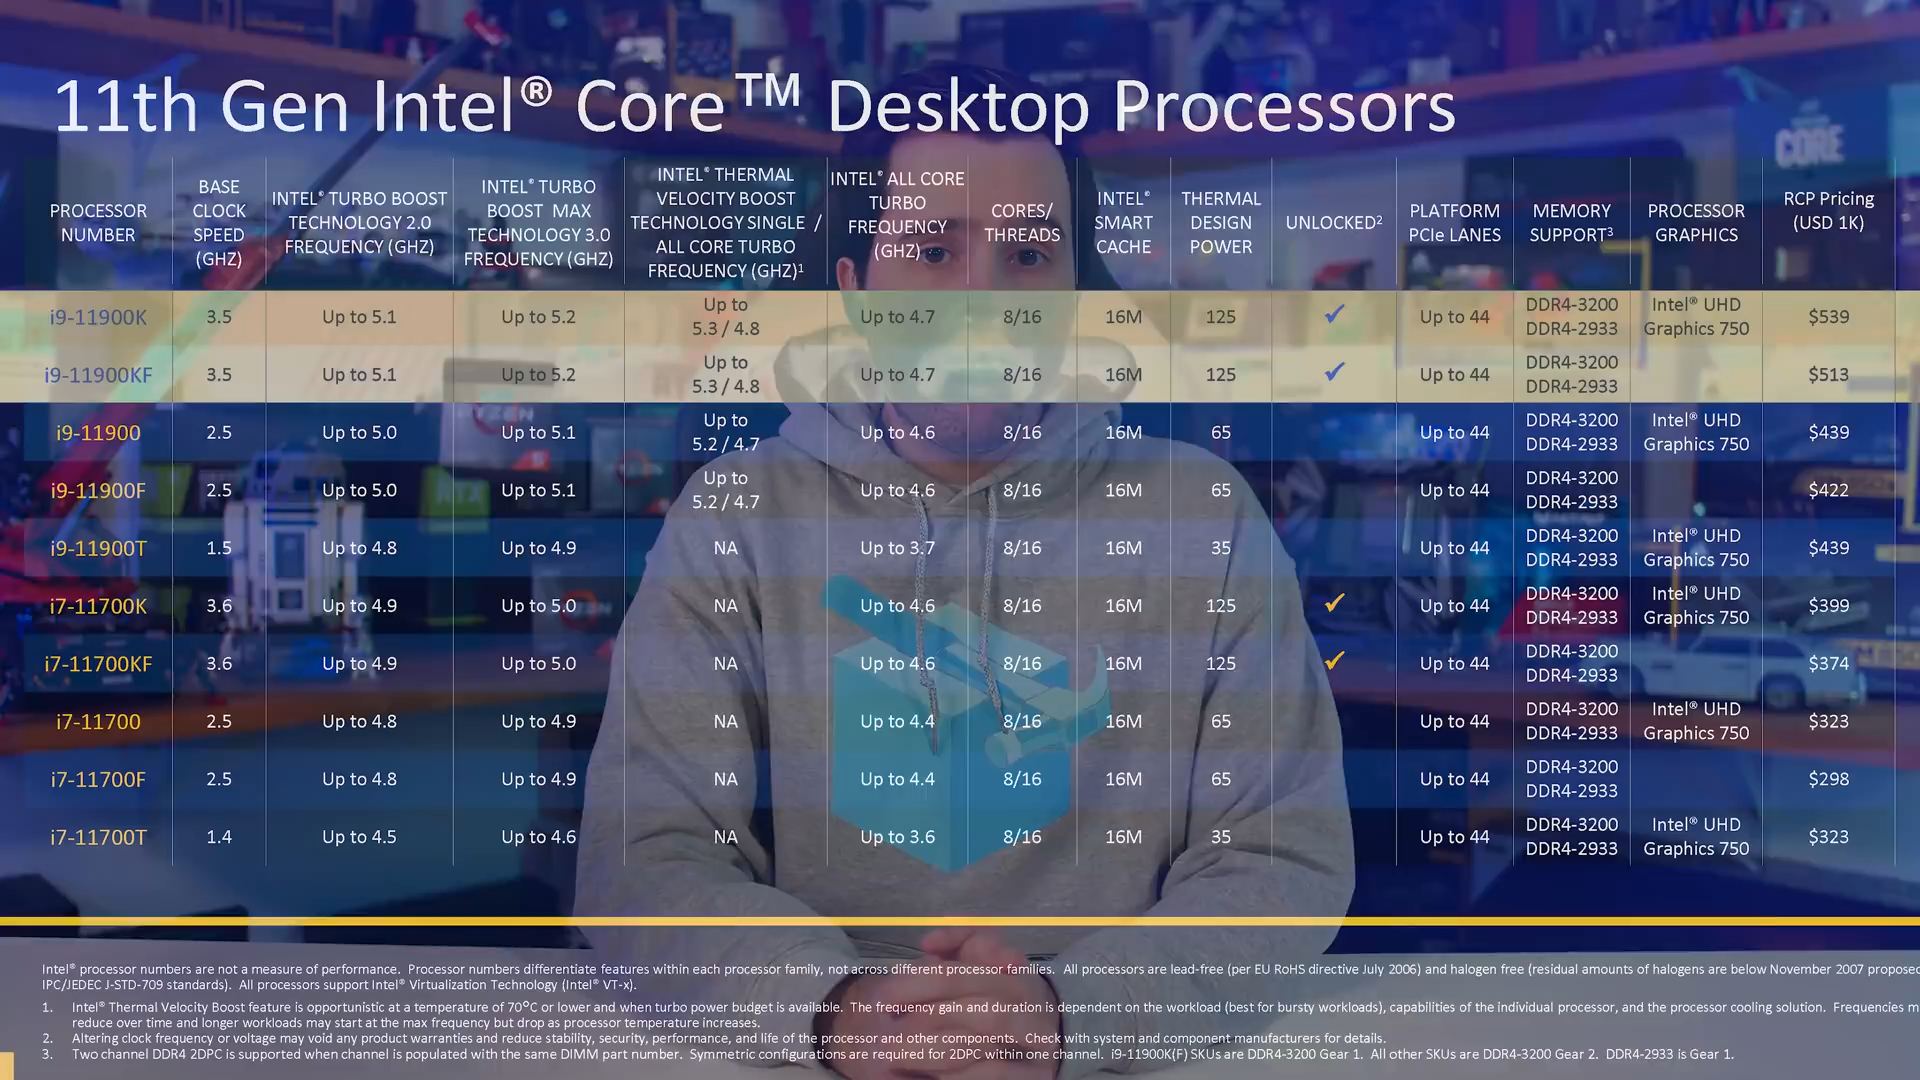 11th Gen Intel® Core™ Desktop Processors
CORE
PROCESSOR NUMBER | BASE CLOCK SPEED (GHZ) | INTEL® TURBO BOOST TECHNOLOGY 2.0 FREQUENCY (GHZ) | INTEL® TURBO BOOST MAX TECHNOLOGY 3.0 FREQUENCY (GHZ) | INTEL® THERMAL VELOCITY BOOST TECHNOLOGY SINGLE / ALL CORE TURBO FREQUENCY (GHZ)¹ | INTEL® ALL CORE TURBO FREQUENCY (GHZ) | CORES/ THREADS | INTEL® SMART CACHE | THERMAL DESIGN POWER | UNLOCKED² | PLATFORM PCIe LANES | MEMORY SUPPORT³ | PROCESSOR GRAPHICS | RCP Pricing (USD 1K)
i9-11900K | 3.5 | Up to 5.1 | Up to 5.2 | Up to 5.3 / 4.8 | Up to 4.7 | 8/16 | 16M | 125 | ✓ | Up to 44 | DDR4-3200 DDR4-2933 | Intel® UHD Graphics 750 | $539
i9-11900KF | 3.5 | Up to 5.1 | Up to 5.2 | Up to 5.3 / 4.8 | Up to 4.7 | 8/16 | 16M | 125 | ✓ | Up to 44 | DDR4-3200 DDR4-2933 | | $513
i9-11900 | 2.5 | Up to 5.0 | Up to 5.1 | Up to 5.2 / 4.7 | Up to 4.6 | 8/16 | 16M | 65 | | Up to 44 | DDR4-3200 DDR4-2933 | Intel® UHD Graphics 750 | $439
i9-11900F | 2.5 | Up to 5.0 | Up to 5.1 | Up to 5.2 / 4.7 | Up to 4.6 | 8/16 | 16M | 65 | | Up to 44 | DDR4-3200 DDR4-2933 | | $422
i9-11900T | 1.5 | Up to 4.8 | Up to 4.9 | NA | Up to 3.7 | 8/16 | 16M | 35 | | Up to 44 | DDR4-3200 DDR4-2933 | Intel® UHD Graphics 750 | $439
i7-11700K | 3.6 | Up to 4.9 | Up to 5.0 | NA | Up to 4.6 | 8/16 | 16M | 125 | ✓ | Up to 44 | DDR4-3200 DDR4-2933 | Intel® UHD Graphics 750 | $399
i7-11700KF | 3.6 | Up to 4.9 | Up to 5.0 | NA | Up to 4.6 | 8/16 | 16M | 125 | ✓ | Up to 44 | DDR4-3200 DDR4-2933 | | $374
i7-11700 | 2.5 | Up to 4.8 | Up to 4.9 | NA | Up to 4.4 | 8/16 | 16M | 65 | | Up to 44 | DDR4-3200 DDR4-2933 | Intel® UHD Graphics 750 | $323
i7-11700F | 2.5 | Up to 4.8 | Up to 4.9 | NA | Up to 4.4 | 8/16 | 16M | 65 | | Up to 44 | DDR4-3200 DDR4-2933 | | $298
i7-11700T | 1.4 | Up to 4.5 | Up to 4.6 | NA | Up to 3.6 | 8/16 | 16M | 35 | | Up to 44 | DDR4-3200 DDR4-2933 | Intel® UHD Graphics 750 | $323
Intel® processor numbers are not a measure of performance. Processor numbers differentiate features within each processor family, not across different processor families. All processors are lead-free (per EU RoHS directive July 2006) and halogen free (residual amounts of halogens are below November 2007 proposed
IPC/JEDEC J-STD-709 standards). All processors support Intel® Virtualization Technology (Intel® VT-x).
1. Intel® Thermal Velocity Boost feature is opportunistic at a temperature of 70°C or lower and when turbo power budget is available. The frequency gain and duration is dependent on the workload (best for bursty workloads), capabilities of the individual processor, and the processor cooling solution. Frequencies m
reduce over time and longer workloads may start at the max frequency but drop as processor temperature increases.
2. Altering clock frequency or voltage may void any product warranties and reduce stability, security, performance, and life of the processor and other components. Check with system and component manufacturers for details.
3. Two channel DDR4 2DPC is supported when channel is populated with the same DIMM part number. Symmetric configurations are required for 2DPC within one channel. i9-11900K(F) SKUs are DDR4-3200 Gear 1. All other SKUs are DDR4-3200 Gear 2. DDR4-2933 is Gear 1.